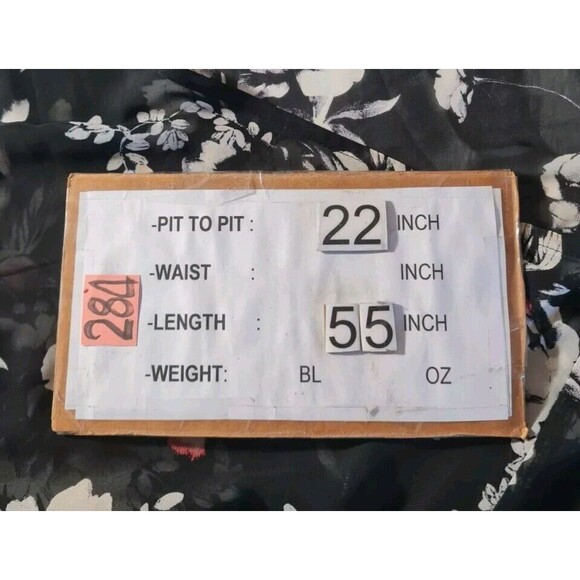 -PIT TO PIT : 22 INCH
-WAIST : INCH
284
-LENGTH : 55 INCH
-WEIGHT: BL OZ